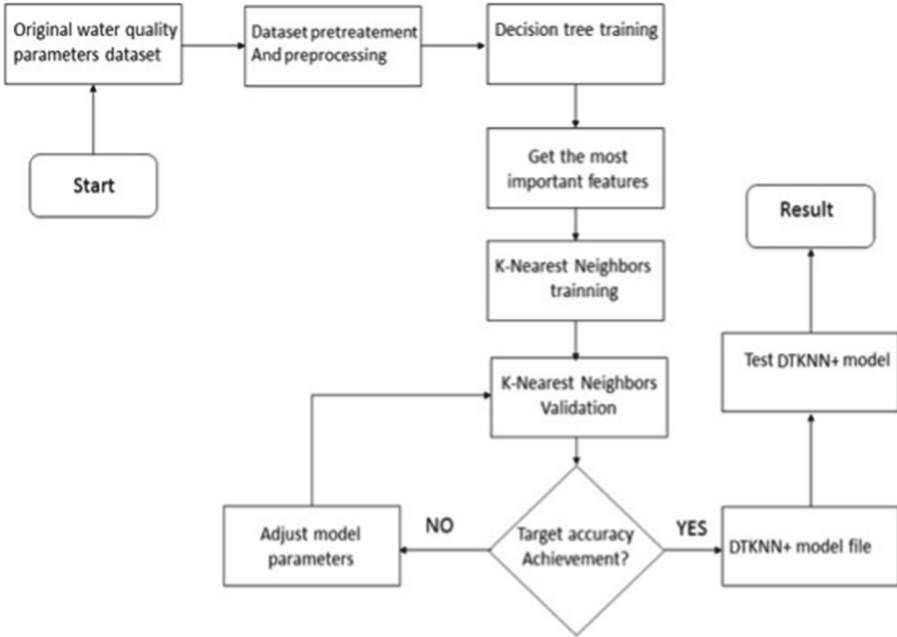 Original water quality
parameters dataset
Dataset pretreatement
And preprocessing
Decision tree training
Start
Get the most
important features
Result
K-Nearest Neighbors
trainning
Test DTKNN+ model
K-Nearest Neighbors
Validation
Adjust model
parameters
NO
Target accuracy
Achievement?
YES
DTKNN+ model file